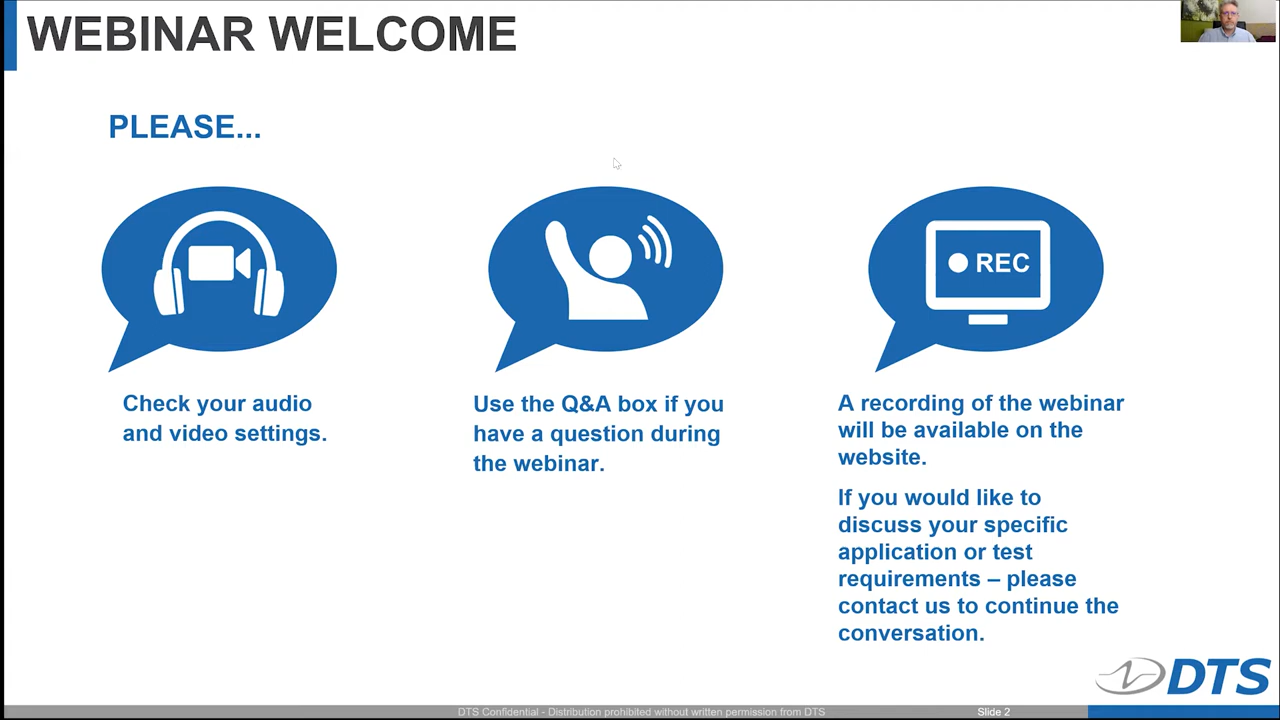 WEBINAR WELCOME
PLEASE...
REC
Check your audio
and video settings.
Use the Q&A box if you
have a question during
the webinar.
A recording of the webinar
will be available on the
website.
If you would like to
discuss your specific
application or test
requirements – please
contact us to continue the
conversation.
DTS
DTS Confidential - Distribution prohibited without written permission from DTS
Slide 2